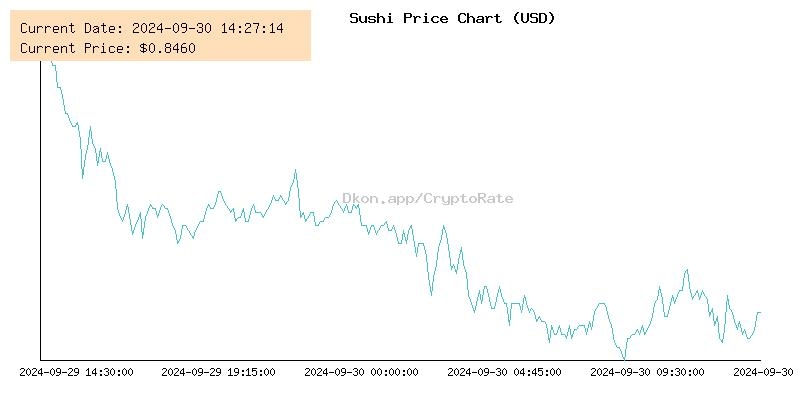 Sushi Price Chart (USD)
Current Date: 2024-09-30 14:27:14
Current Price: $0.8460
Dkon.app/CryptoRate
2024-09-29 14:30:00 2024-09-29 19:15:00 2024-09-30 00:00:00 2024-09-30 04:45:00 2024-09-30 09:30:00 2024-09-30